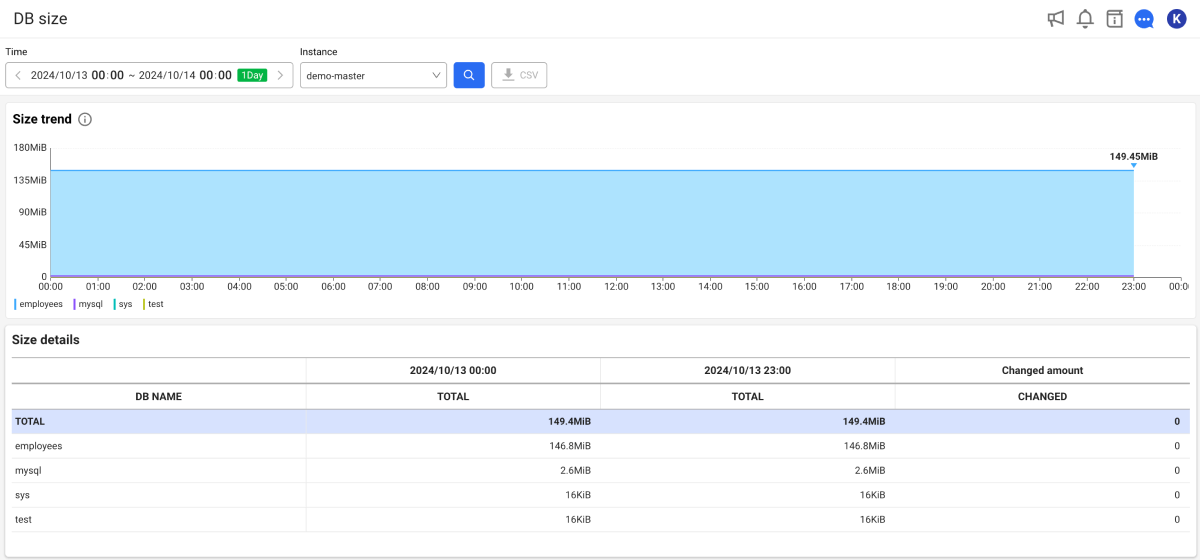 DB size
K
Time
Instance
2024/10/13 00:00 ~ 2024/10/14 00:00 1Day
demo-master
CSV
Size trend
180MiB
149.45MiB
135MiB
90MiB
45MiB
0
00:00 01:00 02:00 03:00 04:00 05:00 06:00 07:00 08:00 09:00 10:00 11:00 12:00 13:00 14:00 15:00 16:00 17:00 18:00 19:00 20:00 21:00 22:00 23:00 00:0
employees mysql sys test
Size details
2024/10/13 00:00 2024/10/13 23:00 Changed amount
DB NAME TOTAL TOTAL CHANGED
TOTAL 149.4MiB 149.4MiB 0
employees 146.8MiB 146.8MiB 0
mysql 2.6MiB 2.6MiB 0
sys 16KiB 16KiB 0
test 16KiB 16KiB 0